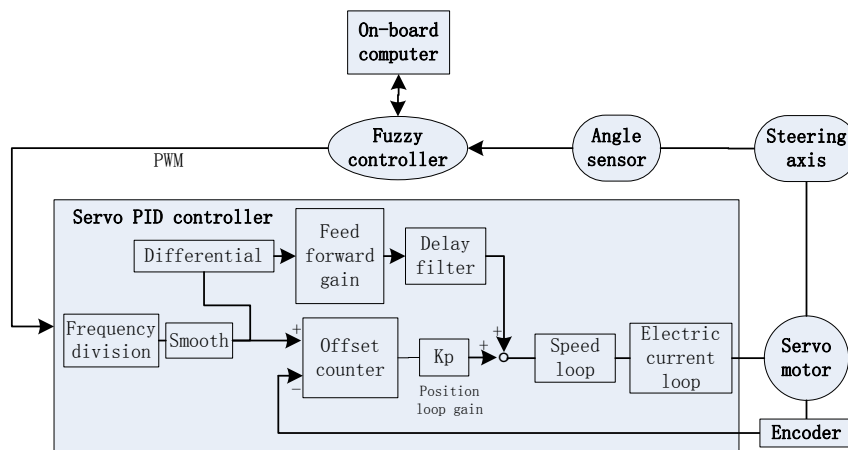 On-board
computer
Fuzzy
controller
Angle
sensor
Steering
axis
PWM
Servo PID controller
Differential
Feed
forward
gain
Delay
filter
+
Frequency
division
Smooth
+
−
Offset
counter
Kp
Position
loop gain
+
Speed
loop
Electric
current
loop
Servo
motor
Encoder